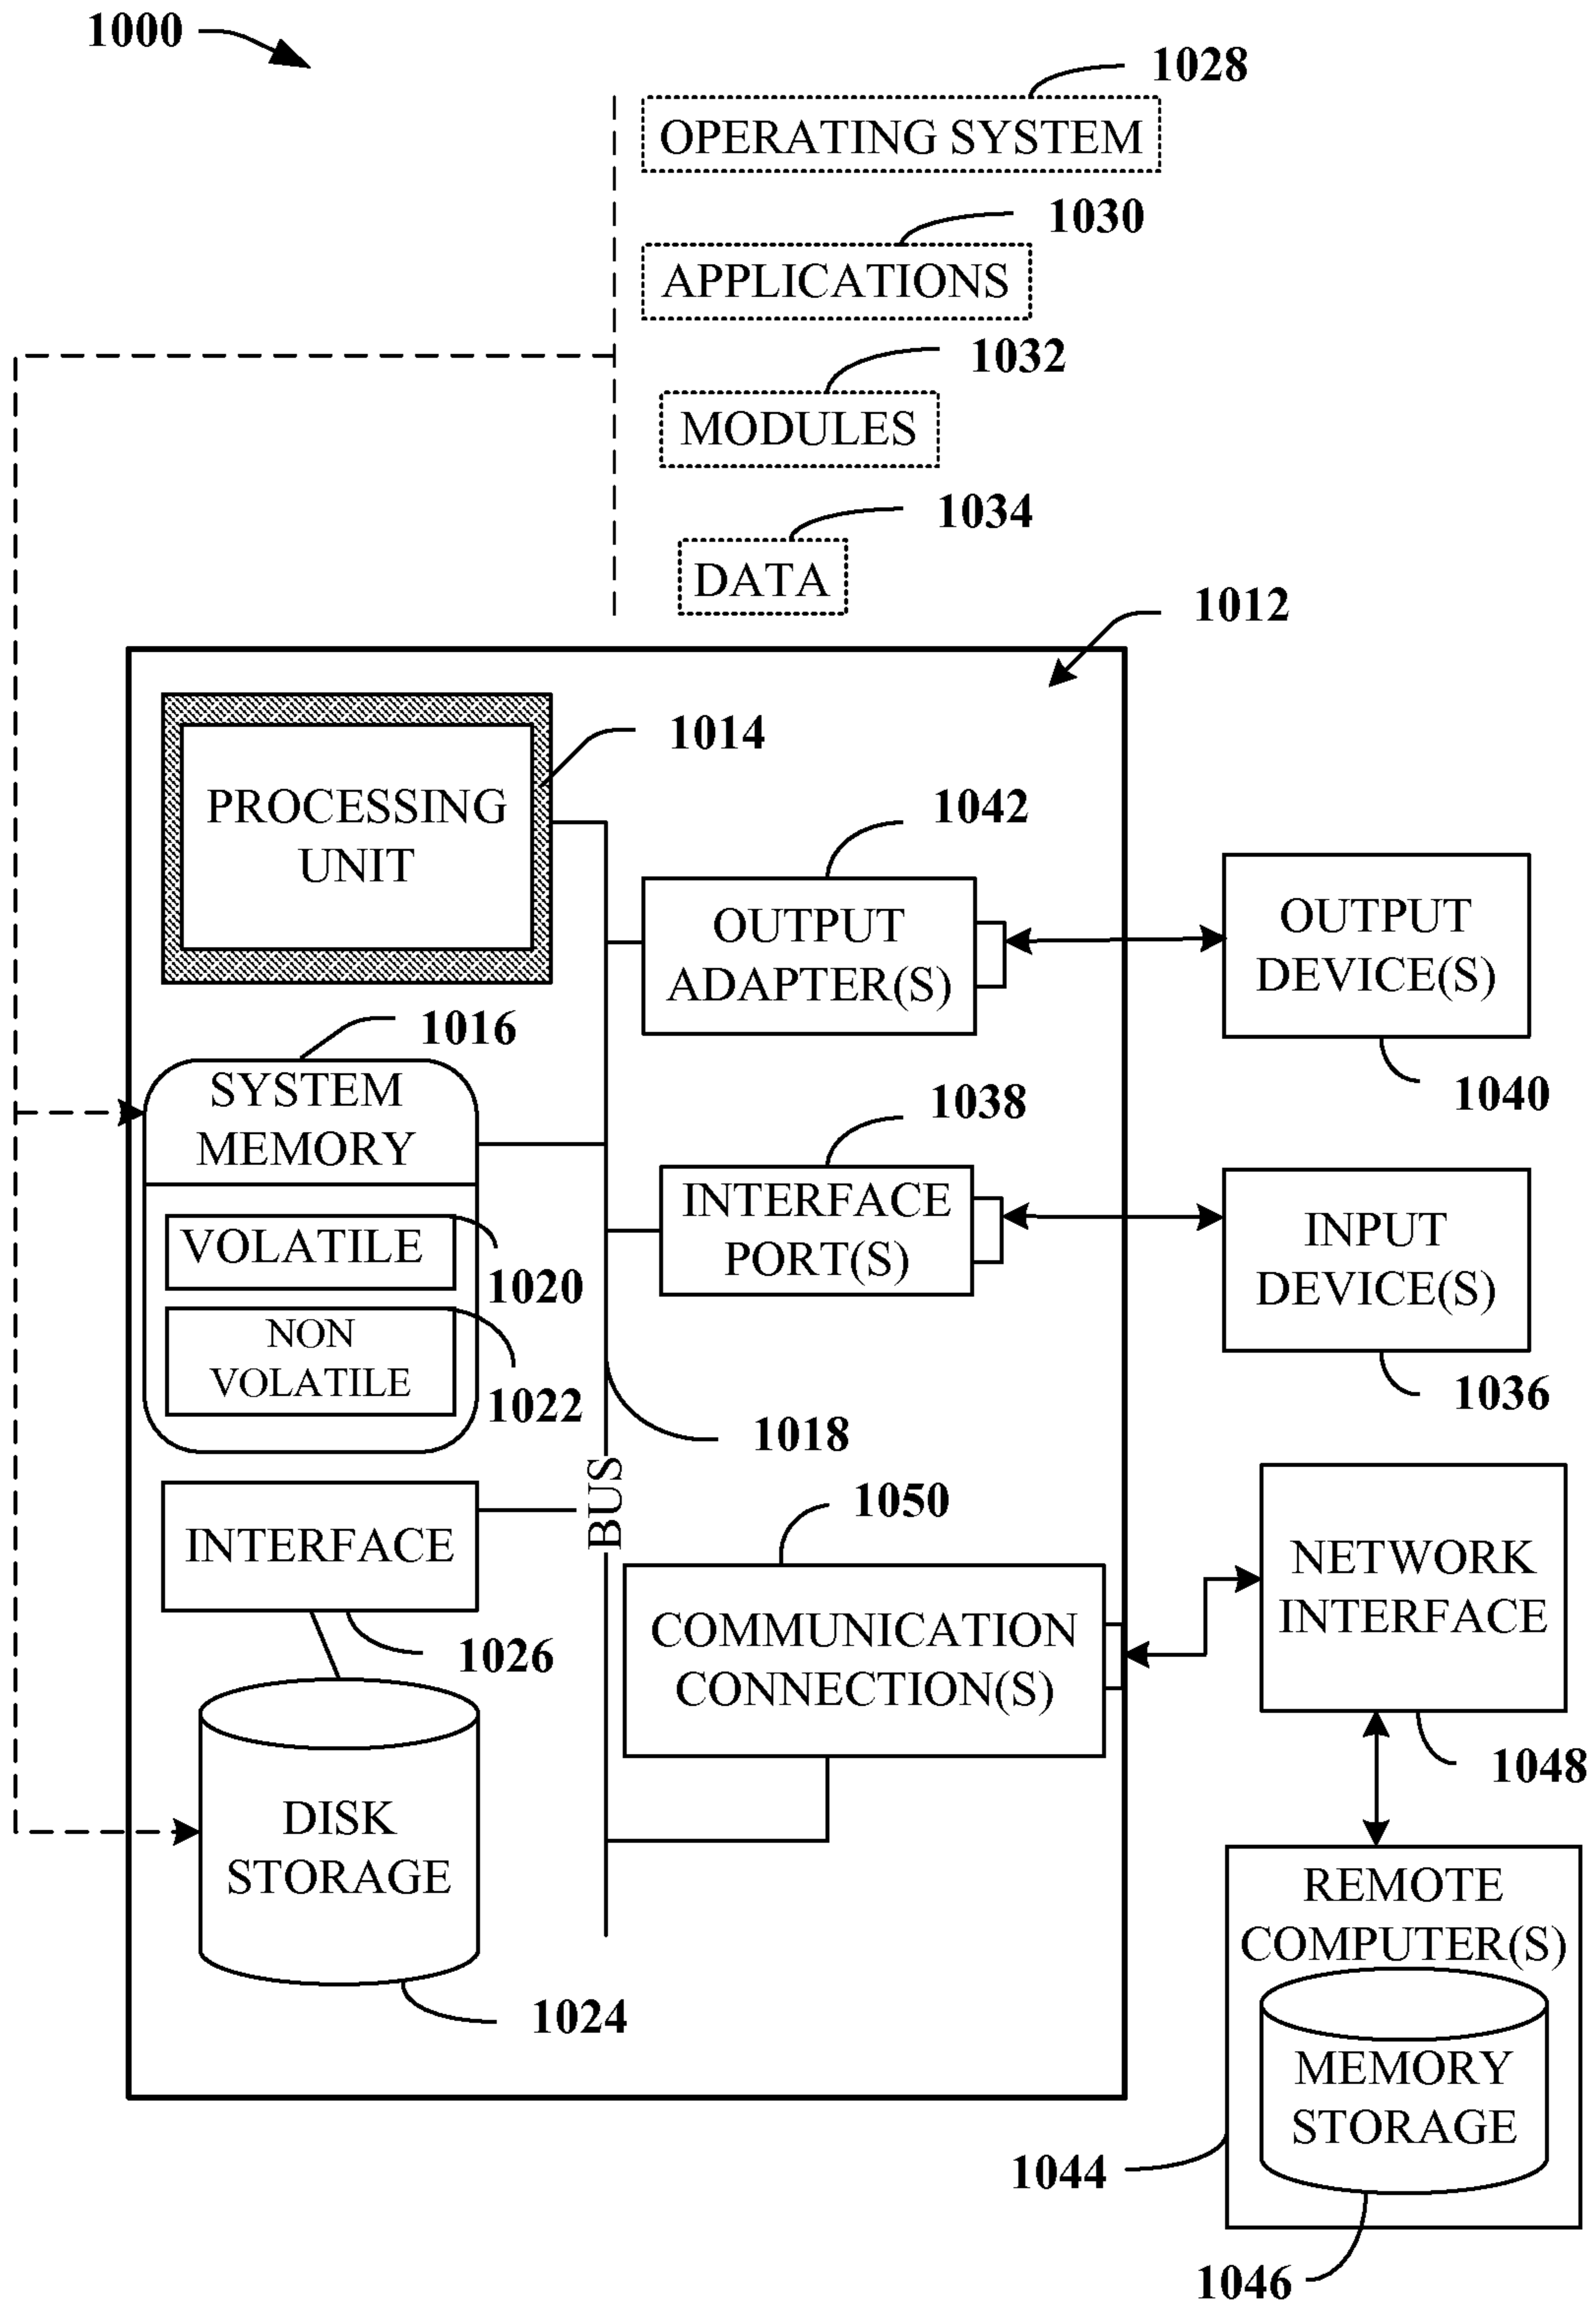 1000
1028
OPERATING SYSTEM
1030
APPLICATIONS
1032
MODULES
1034
DATA
1012
PROCESSING
UNIT
1014
1042
OUTPUT
ADAPTER(S)
OUTPUT
DEVICE(S)
1040
1016
SYSTEM
MEMORY
VOLATILE
1020
NON
VOLATILE
1022
1038
INTERFACE
PORT(S)
INPUT
DEVICE(S)
1036
1018
BUS
INTERFACE
1026
1050
COMMUNICATION
CONNECTION(S)
NETWORK
INTERFACE
1048
DISK
STORAGE
1024
REMOTE
COMPUTER(S)
MEMORY
STORAGE
1044
1046